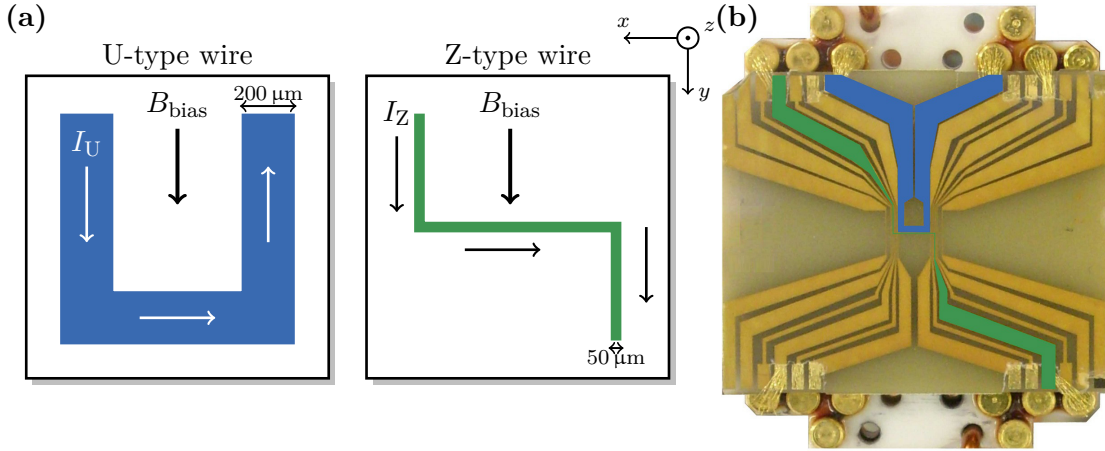 (a)
U-type wire
200 μm
I_U
B_bias
Z-type wire
I_Z
B_bias
50 μm
x
z
y
(b)